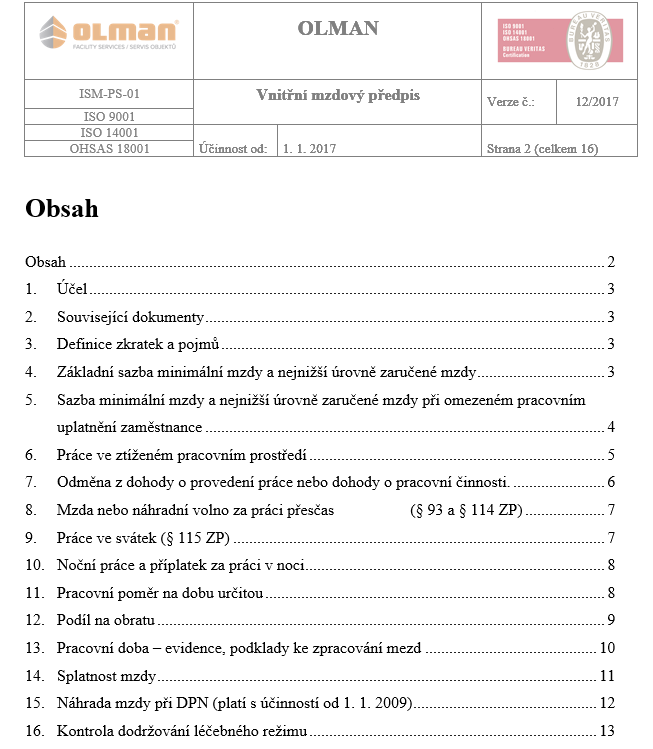 OLMAN®
FACILITY SERVICES / SERVIS OBJEKTŮ
OLMAN
ISO 9001
ISO 14001
OHSAS 18001
BUREAU VERITAS
Certification
BUREAU VERITAS
1828
ISM-PS-01
Vnitřní mzdový předpis
Verze č.:
12/2017
ISO 9001
ISO 14001
OHSAS 18001
Účinnost od:
1. 1. 2017
Strana 2 (celkem 16)
Obsah
Obsah ........ 2
1. Účel ........ 3
2. Související dokumenty ........ 3
3. Definice zkratek a pojmů ........ 3
4. Základní sazba minimální mzdy a nejnižší úrovně zaručené mzdy ........ 3
5. Sazba minimální mzdy a nejnižší úrovně zaručené mzdy při omezeném pracovním
uplatnění zaměstnance ........ 4
6. Práce ve ztíženém pracovním prostředí ........ 5
7. Odměna z dohody o provedení práce nebo dohody o pracovní činnosti. ........ 6
8. Mzda nebo náhradní volno za práci přesčas (§ 93 a § 114 ZP) ........ 7
9. Práce ve svátek (§ 115 ZP) ........ 7
10. Noční práce a příplatek za práci v noci ........ 8
11. Pracovní poměr na dobu určitou ........ 8
12. Podíl na obratu ........ 9
13. Pracovní doba – evidence, podklady ke zpracování mezd ........ 10
14. Splatnost mzdy ........ 11
15. Náhrada mzdy při DPN (platí s účinností od 1. 1. 2009) ........ 12
16. Kontrola dodržování léčebného režimu ........ 13